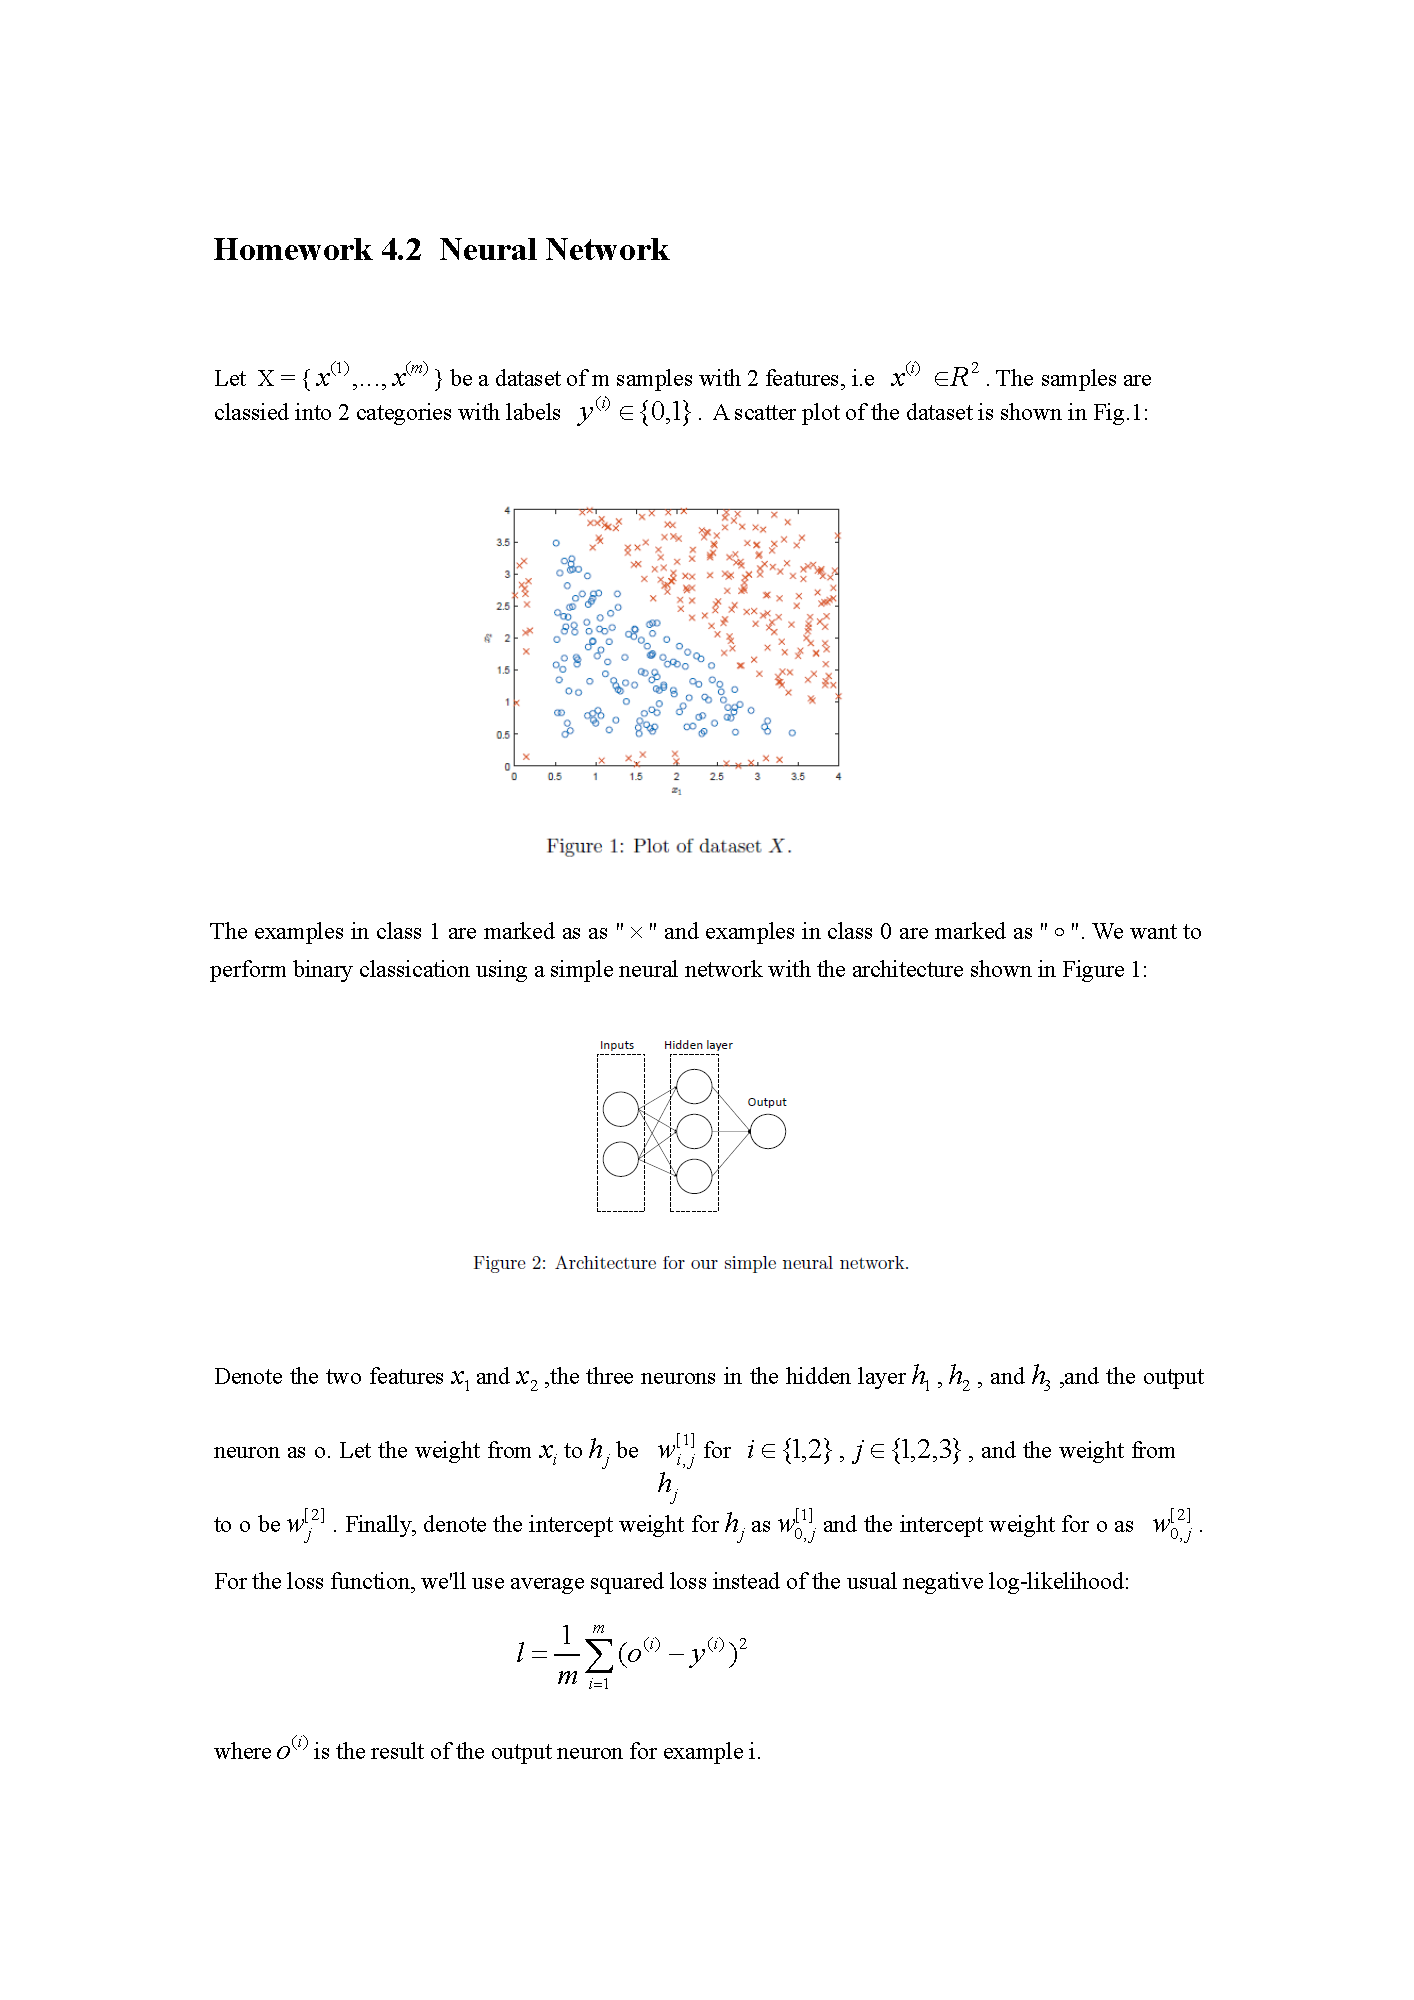 Homework 4.2 Neural Network
Let X = { x^(1),..., x^(m) } be a dataset of m samples with 2 features, i.e x^(i) ∈R^2 . The samples are
classied into 2 categories with labels y^(i) ∈ {0,1} . A scatter plot of the dataset is shown in Fig.1:
4
3.5
3
2.5
x_2 2
1.5
1
0.5
0
0 0.5 1 1.5 2 2.5 3 3.5 4
x_1
Figure 1: Plot of dataset X.
The examples in class 1 are marked as as " × " and examples in class 0 are marked as " ∘ ". We want to
perform binary classication using a simple neural network with the architecture shown in Figure 1:
Inputs Hidden layer
Output
Figure 2: Architecture for our simple neural network.
Denote the two features x_1 and x_2 ,the three neurons in the hidden layer h_1 , h_2 , and h_3 ,and the output
neuron as o. Let the weight from x_i to h_j be w_{i,j}^{[1]} for i ∈ {1,2} , j ∈ {1,2,3} , and the weight from
h_j
to o be w_j^{[2]} . Finally, denote the intercept weight for h_j as w_{0,j}^{[1]} and the intercept weight for o as w_{0,j}^{[2]} .
For the loss function, we'll use average squared loss instead of the usual negative log-likelihood:
l = \frac{1}{m} \sum_{i=1}^{m} (o^(i) − y^(i))^2
where o^(i) is the result of the output neuron for example i.